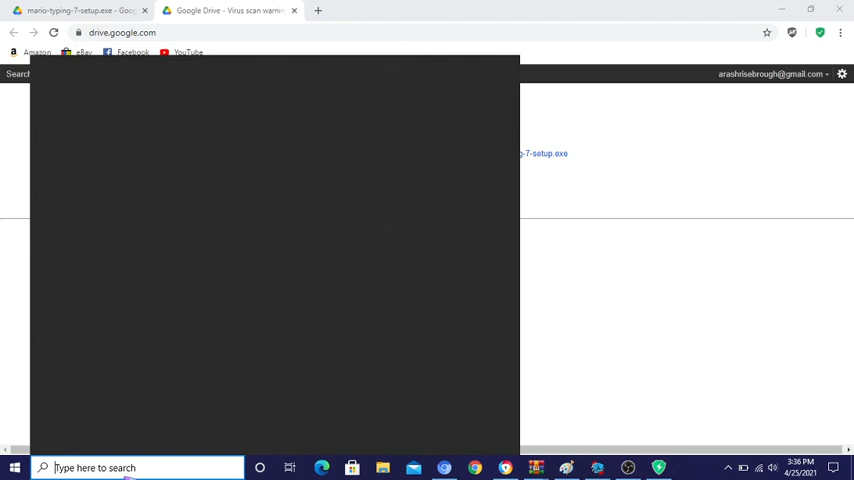 mario-typing-7-setup.exe - Goog
Google Drive - Virus scan warnin
drive.google.com
Amazon
eBay
Facebook
YouTube
Search
arashrisebrough@gmail.com
g-7-setup.exe
Type here to search
3:36 PM
4/25/2021